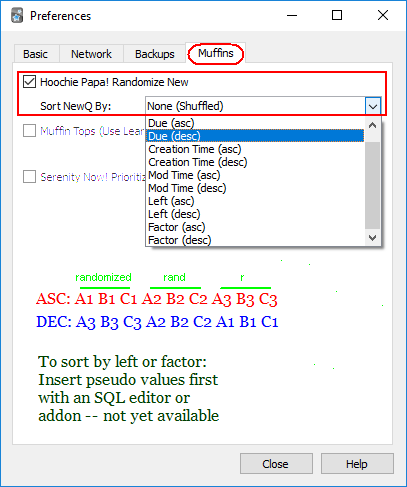 Preferences
Basic Network Backups Muffins
Hoochie Papa! Randomize New
Sort NewQ By: None (Shuffled)
Due (asc)
Muffin Tops (Use Lear
Due (desc)
Creation Time (asc)
Creation Time (desc)
Mod Time (asc)
Serenity Now! Prioritiz
Mod Time (desc)
Left (asc)
Left (desc)
Factor (asc)
Factor (desc)
randomized rand r
ASC: A1 B1 C1 A2 B2 C2 A3 B3 C3
DEC: A3 B3 C3 A2 B2 C2 A1 B1 C1
To sort by left or factor:
Insert pseudo values first
with an SQL editor or
addon -- not yet available
Close Help